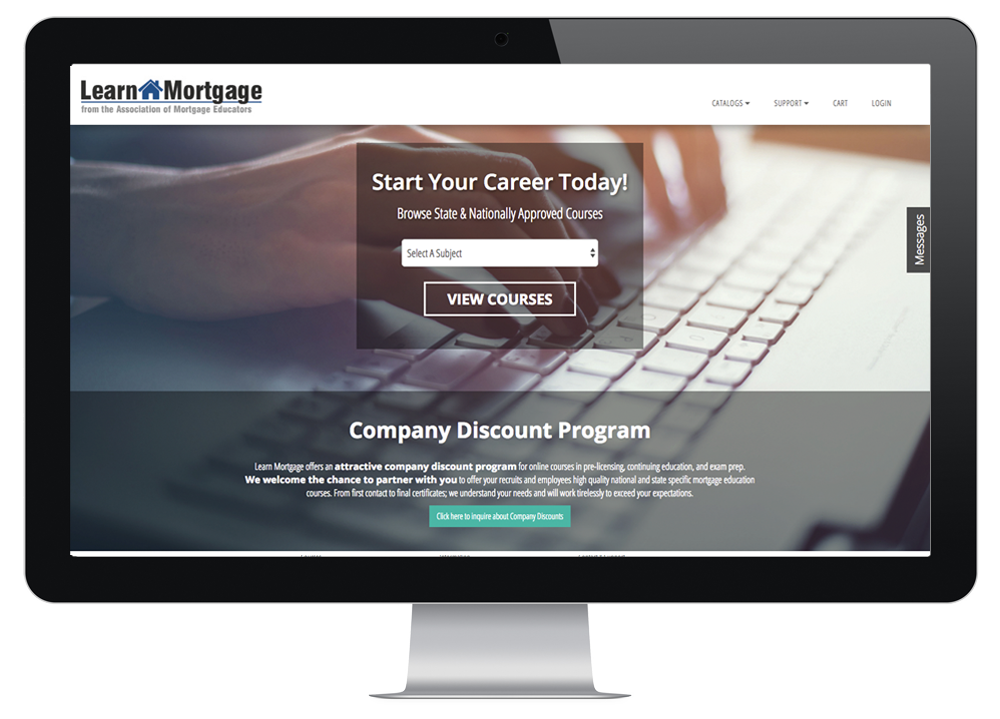 Learn Mortgage
from the Association of Mortgage Educators
CATALOGS SUPPORT CART LOGIN
Start Your Career Today!
Browse State & Nationally Approved Courses
Select A Subject
VIEW COURSES
Messages
Company Discount Program
Learn Mortgage offers an attractive company discount program for online courses in pre-licensing, continuing education, and exam prep.
We welcome the chance to partner with you to offer your recruits and employees high quality national and state specific mortgage education
courses. From first contact to final certificates; we understand your needs and will work tirelessly to exceed your expectations.
Click here to inquire about Company Discounts